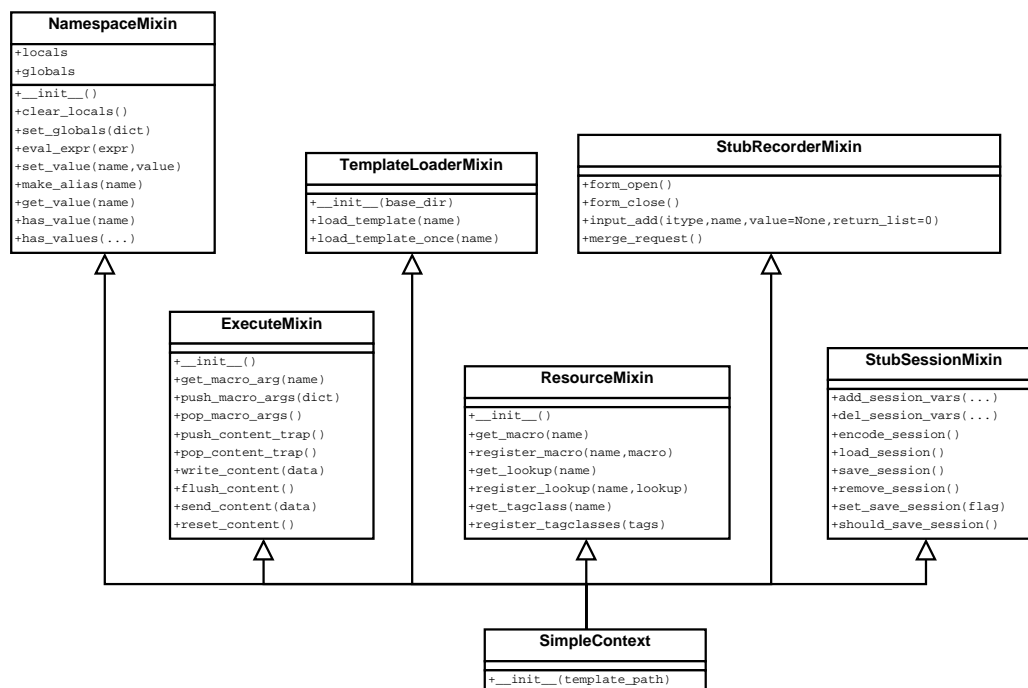 NamespaceMixin
+locals
+globals
+__init__()
+clear_locals()
+set_globals(dict)
+eval_expr(expr)
+set_value(name,value)
+make_alias(name)
+get_value(name)
+has_value(name)
+has_values(...)
TemplateLoaderMixin
+__init__(base_dir)
+load_template(name)
+load_template_once(name)
StubRecorderMixin
+form_open()
+form_close()
+input_add(itype,name,value=None,return_list=0)
+merge_request()
ExecuteMixin
+__init__()
+get_macro_arg(name)
+push_macro_args(dict)
+pop_macro_args()
+push_content_trap()
+pop_content_trap()
+write_content(data)
+flush_content()
+send_content(data)
+reset_content()
ResourceMixin
+__init__()
+get_macro(name)
+register_macro(name,macro)
+get_lookup(name)
+register_lookup(name,lookup)
+get_tagclass(name)
+register_tagclasses(tags)
StubSessionMixin
+add_session_vars(...)
+del_session_vars(...)
+encode_session()
+load_session()
+save_session()
+remove_session()
+set_save_session(flag)
+should_save_session()
SimpleContext
+__init__(template_path)